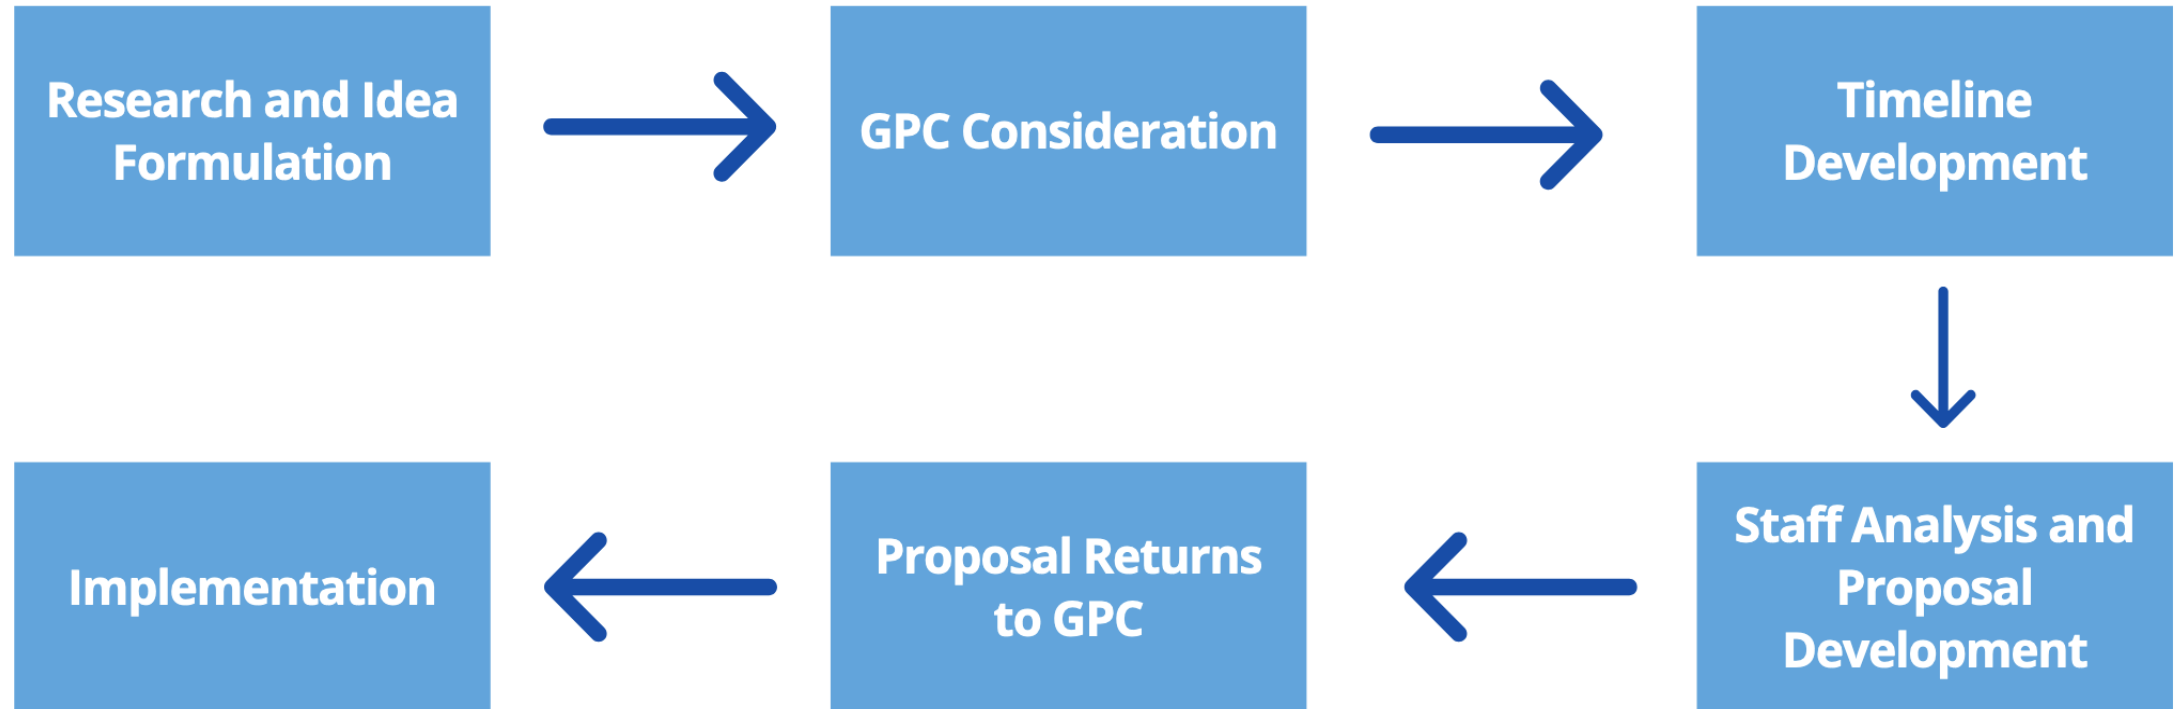 Research and Idea
Formulation
GPC Consideration
Timeline
Development
Staff Analysis and
Proposal
Development
Proposal Returns
to GPC
Implementation